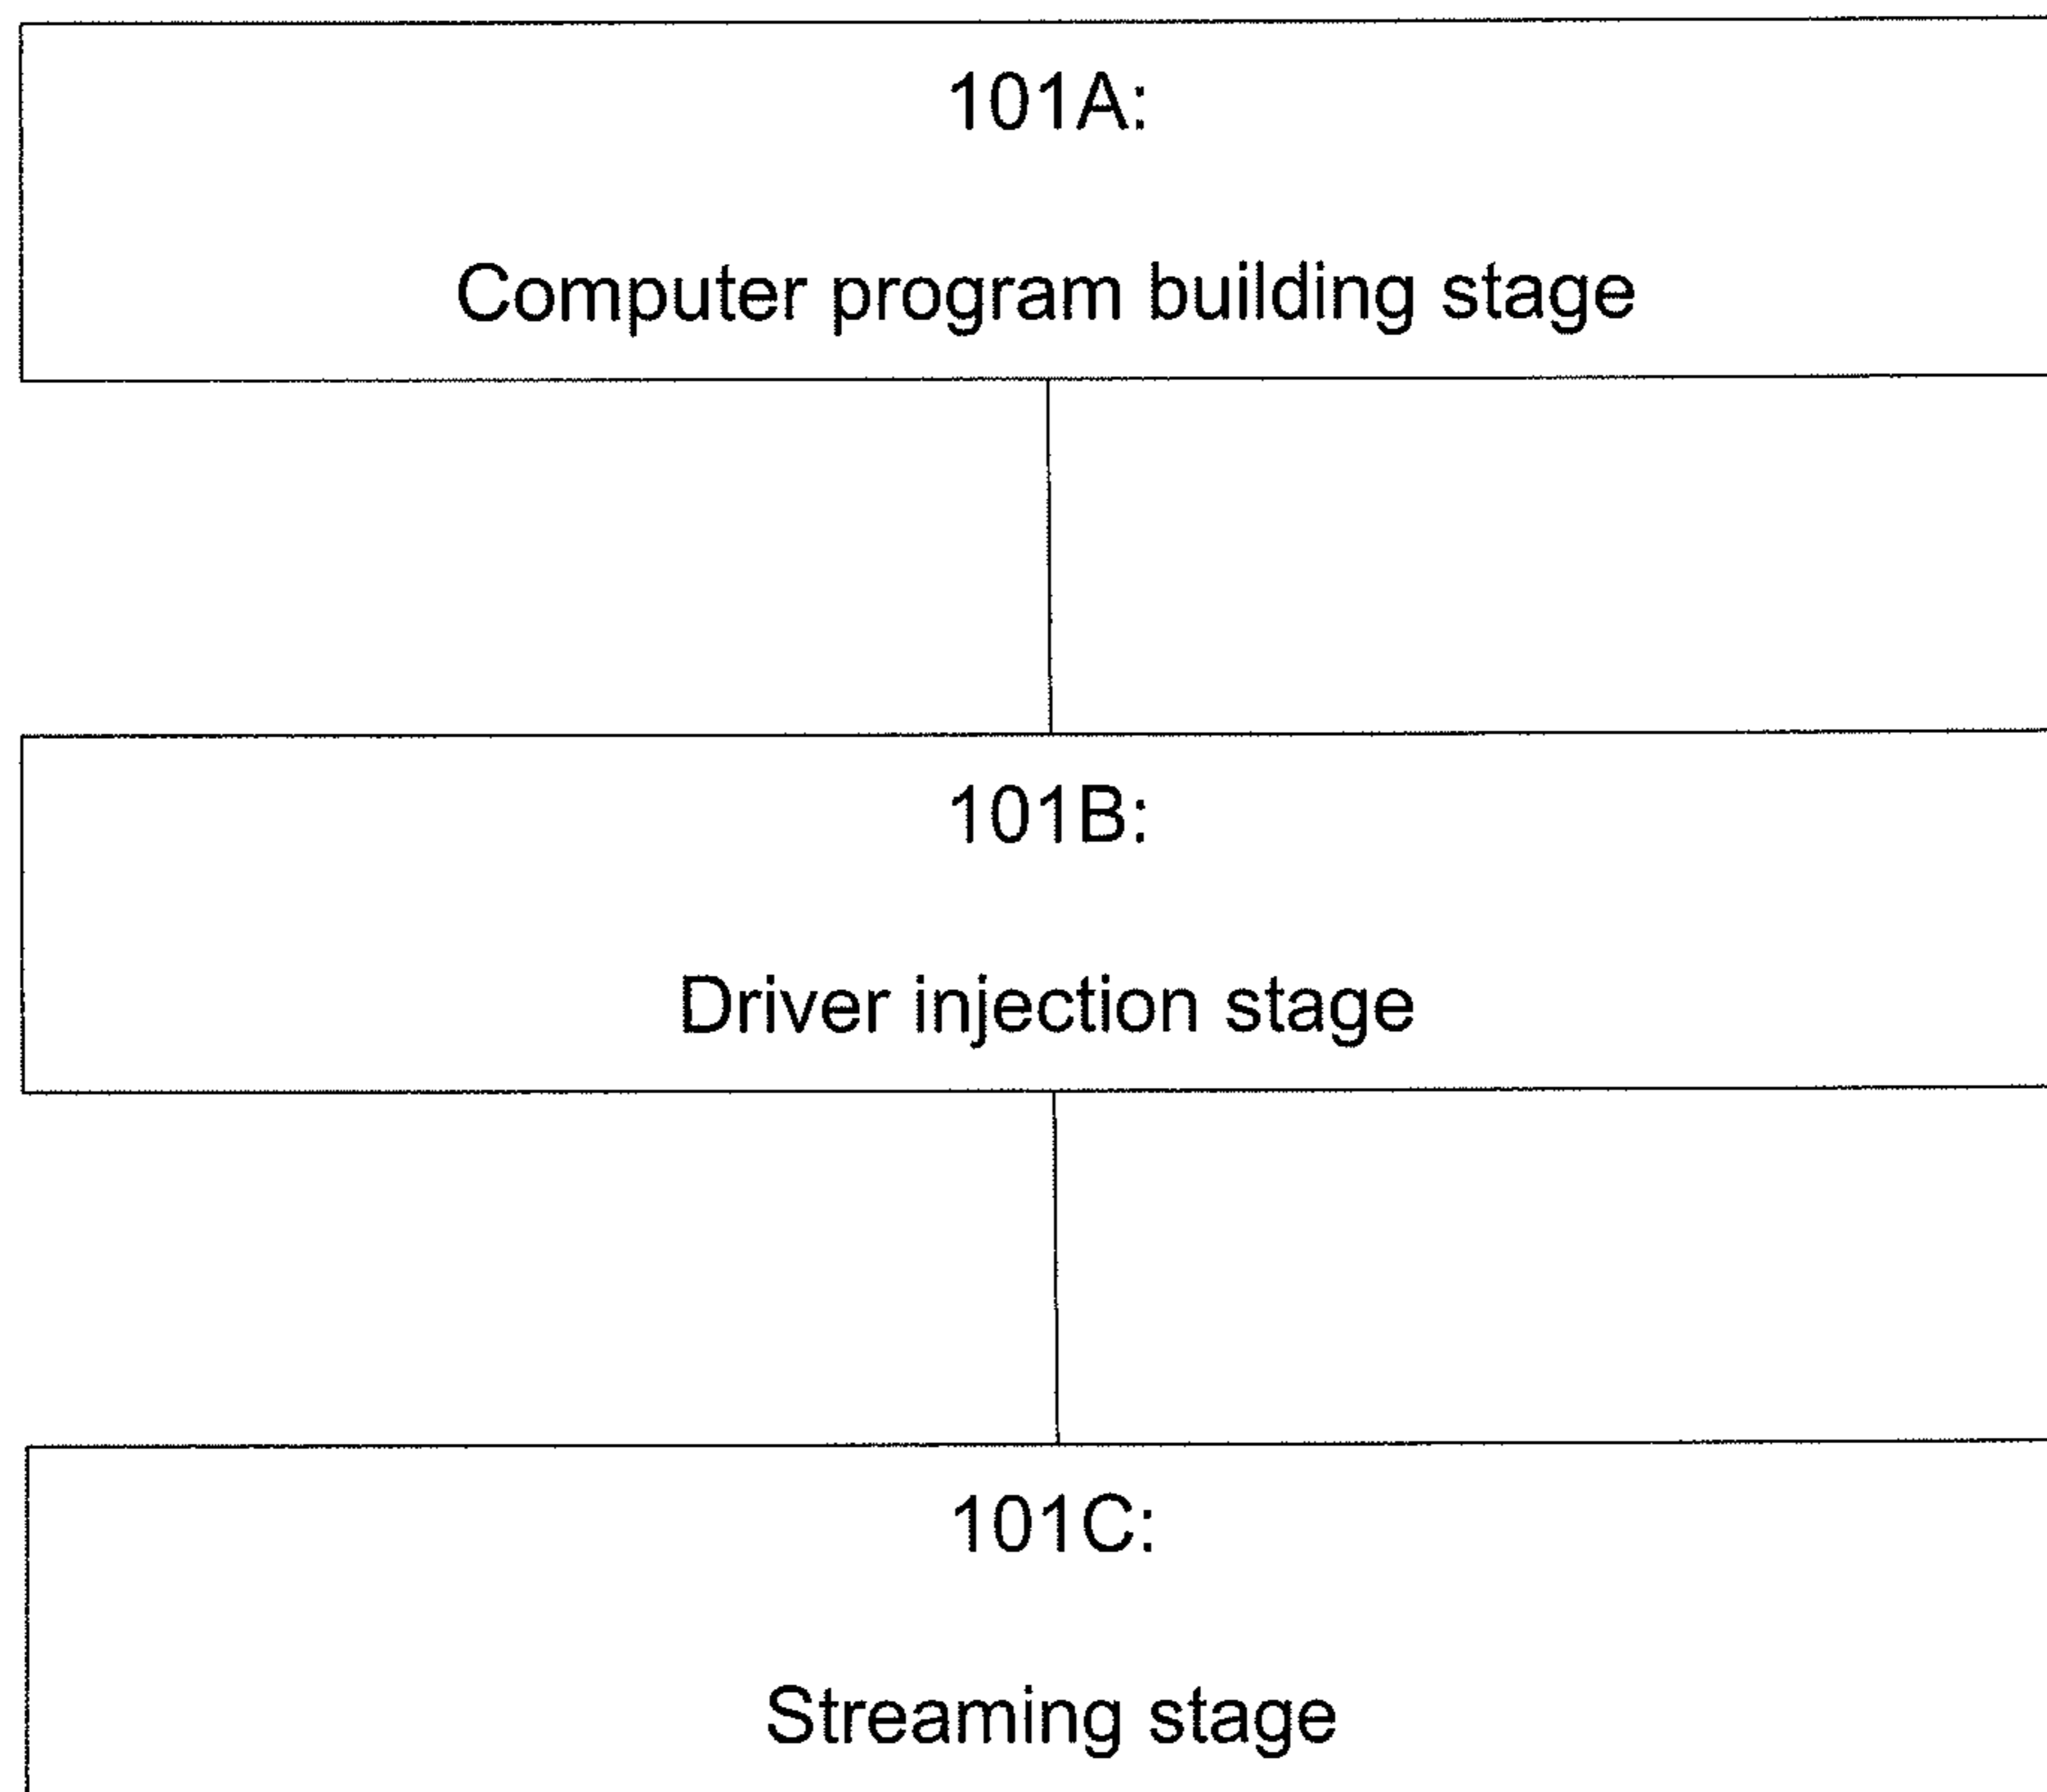 101A:
Computer program building stage
101B:
Driver injection stage
101C:
Streaming stage